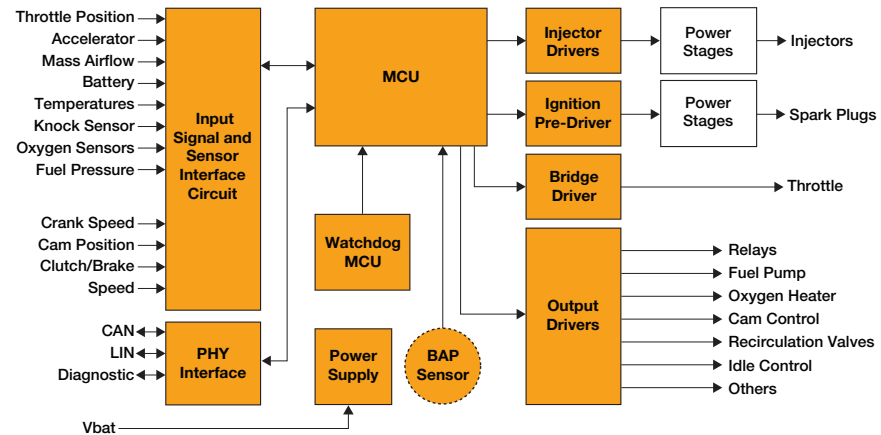 Throttle Position
Accelerator
Mass Airflow
Battery
Temperatures
Knock Sensor
Oxygen Sensors
Fuel Pressure
Crank Speed
Cam Position
Clutch/Brake
Speed
CAN
LIN
Diagnostic
Vbat
Input
Signal and
Sensor
Interface
Circuit
PHY
Interface
MCU
Watchdog
MCU
Power
Supply
BAP
Sensor
Injector
Drivers
Power
Stages
Injectors
Ignition
Pre-Driver
Power
Stages
Spark Plugs
Bridge
Driver
Throttle
Output
Drivers
Relays
Fuel Pump
Oxygen Heater
Cam Control
Recirculation Valves
Idle Control
Others